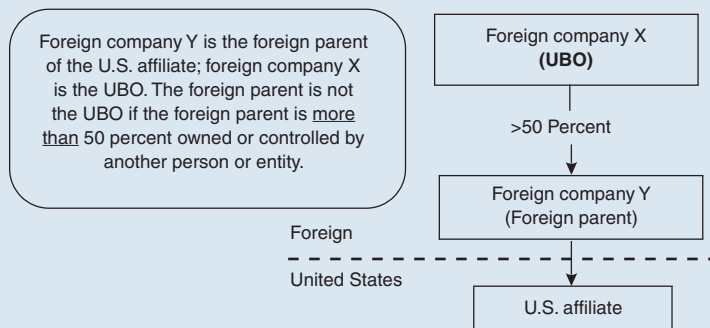 Foreign company Y is the foreign parent
of the U.S. affiliate; foreign company X
is the UBO. The foreign parent is not
the UBO if the foreign parent is more
than 50 percent owned or controlled by
another person or entity.
Foreign company X
(UBO)
>50 Percent
Foreign company Y
(Foreign parent)
Foreign
United States
U.S. affiliate